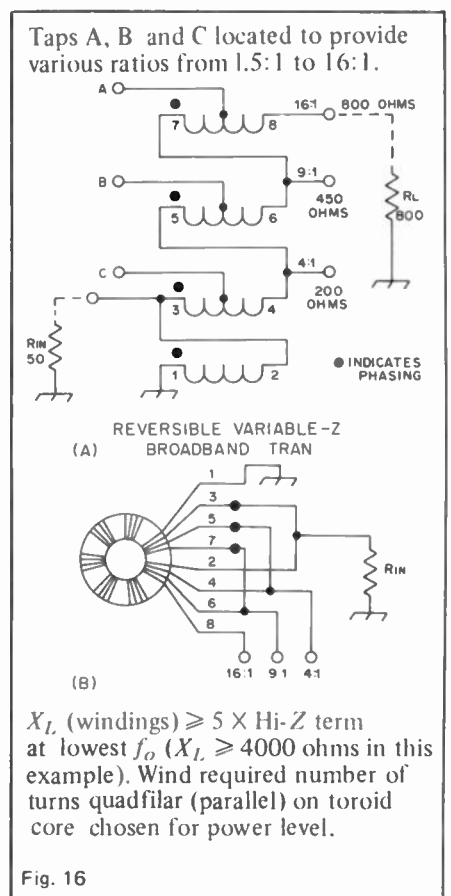 Taps A, B and C located to provide
various ratios from 1.5:1 to 16:1.
A
7
8
16:1
800 OHMS
B
5
6
9:1
450
OHMS
RL
800
C
3
4
4:1
200
OHMS
RIN
50
1
2
● INDICATES
PHASING
REVERSIBLE VARIABLE-Z
(A) BROADBAND TRAN
1
3
5
7
2
4
6
8
RIN
16:1 9:1 4:1
(B)
XL (windings) ⩾ 5 X Hi-Z term
at lowest fo (XL ⩾ 4000 ohms in this
example). Wind required number of
turns quadfilar (parallel) on toroid
core chosen for power level.
Fig. 16